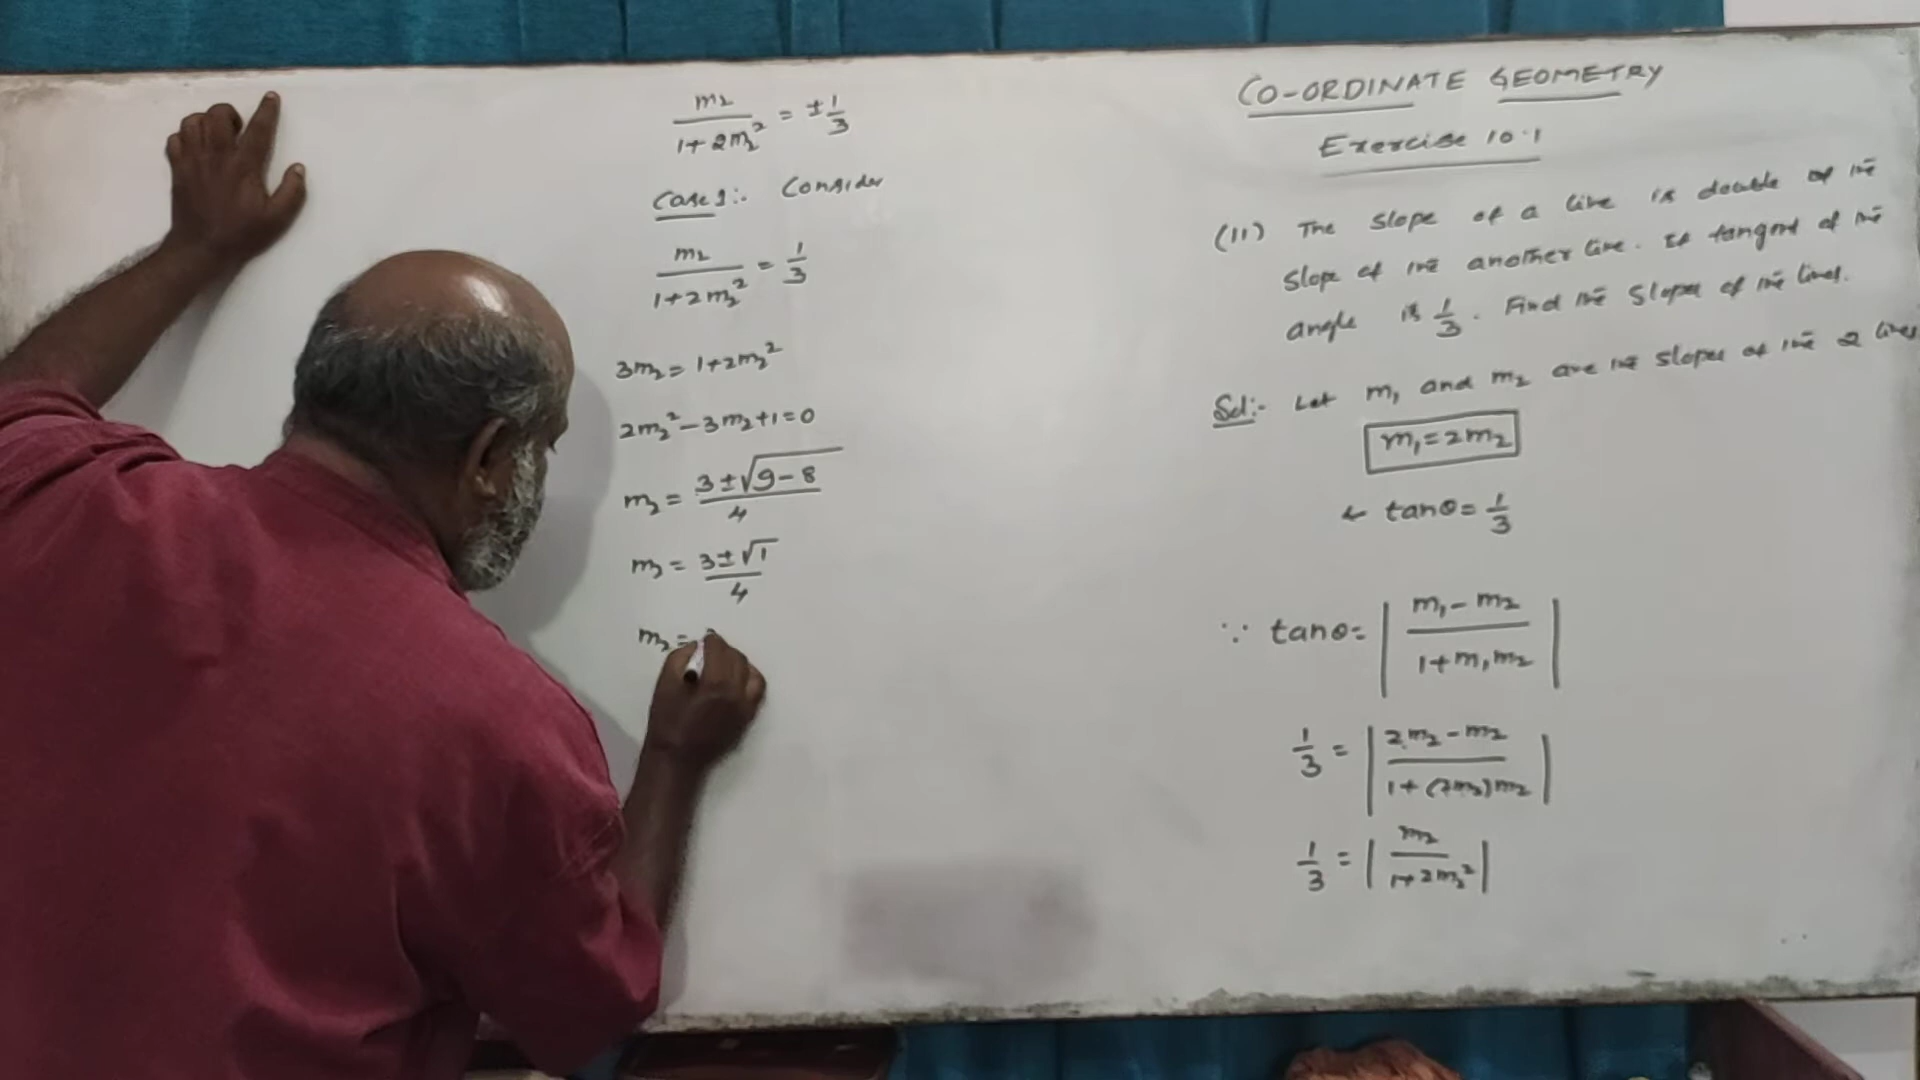 CO-ORDINATE GEOMETRY
Exercise 10.1
(11) The slope of a line is double of the
slope of the another line. If tangent of the
angle is 1/3. Find the slopes of the lines.
Sol:- Let m₁ and m₂ are the slopes of the 2 lines
m₁=2m₂
& tanθ=1/3
∵ tanθ= |(m₁-m₂)/(1+m₁m₂)|
1/3 = |(2m₂-m₂)/(1+(2m₂)m₂)|
1/3 = |m₂/(1+2m₂²)|
m₂/(1+2m₂²) = ±1/3
Case 1:- Consider
m₂/(1+2m₂²) = 1/3
3m₂=1+2m₂²
2m₂²-3m₂+1=0
m₂ = (3±√(9-8))/4
m₂ = (3±√1)/4
m₂ =